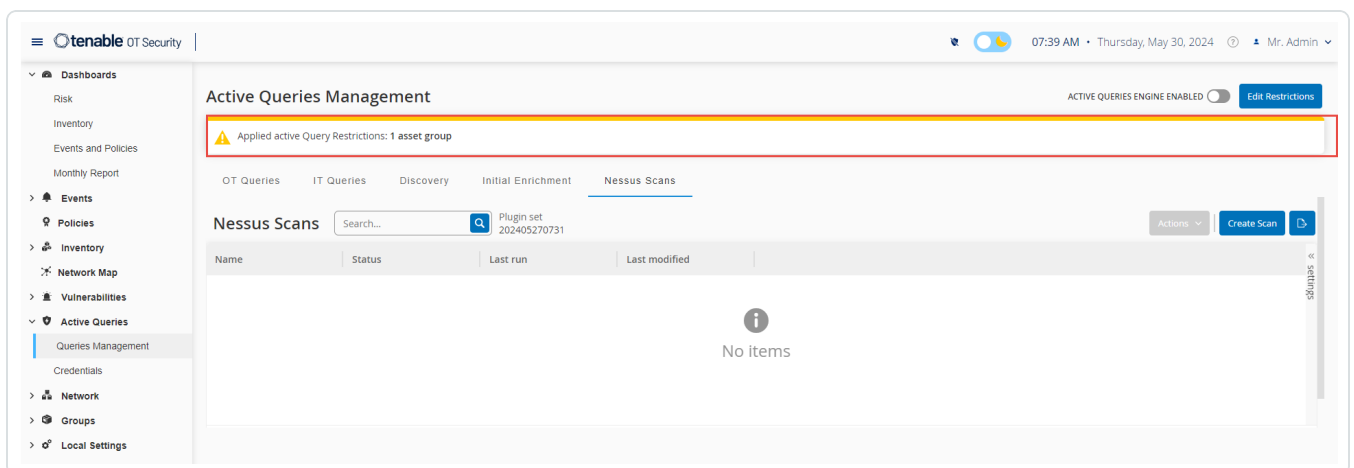 tenable OT Security
07:39 AM • Thursday, May 30, 2024
Mr. Admin
Dashboards
Risk
Inventory
Events and Policies
Monthly Report
Events
Policies
Inventory
Network Map
Vulnerabilities
Active Queries
Queries Management
Credentials
Network
Groups
Local Settings
Active Queries Management
ACTIVE QUERIES ENGINE ENABLED
Edit Restrictions
Applied active Query Restrictions: 1 asset group
OT Queries
IT Queries
Discovery
Initial Enrichment
Nessus Scans
Nessus Scans
Search...
Plugin set
202405270731
Actions
Create Scan
Name
Status
Last run
Last modified
settings
No items